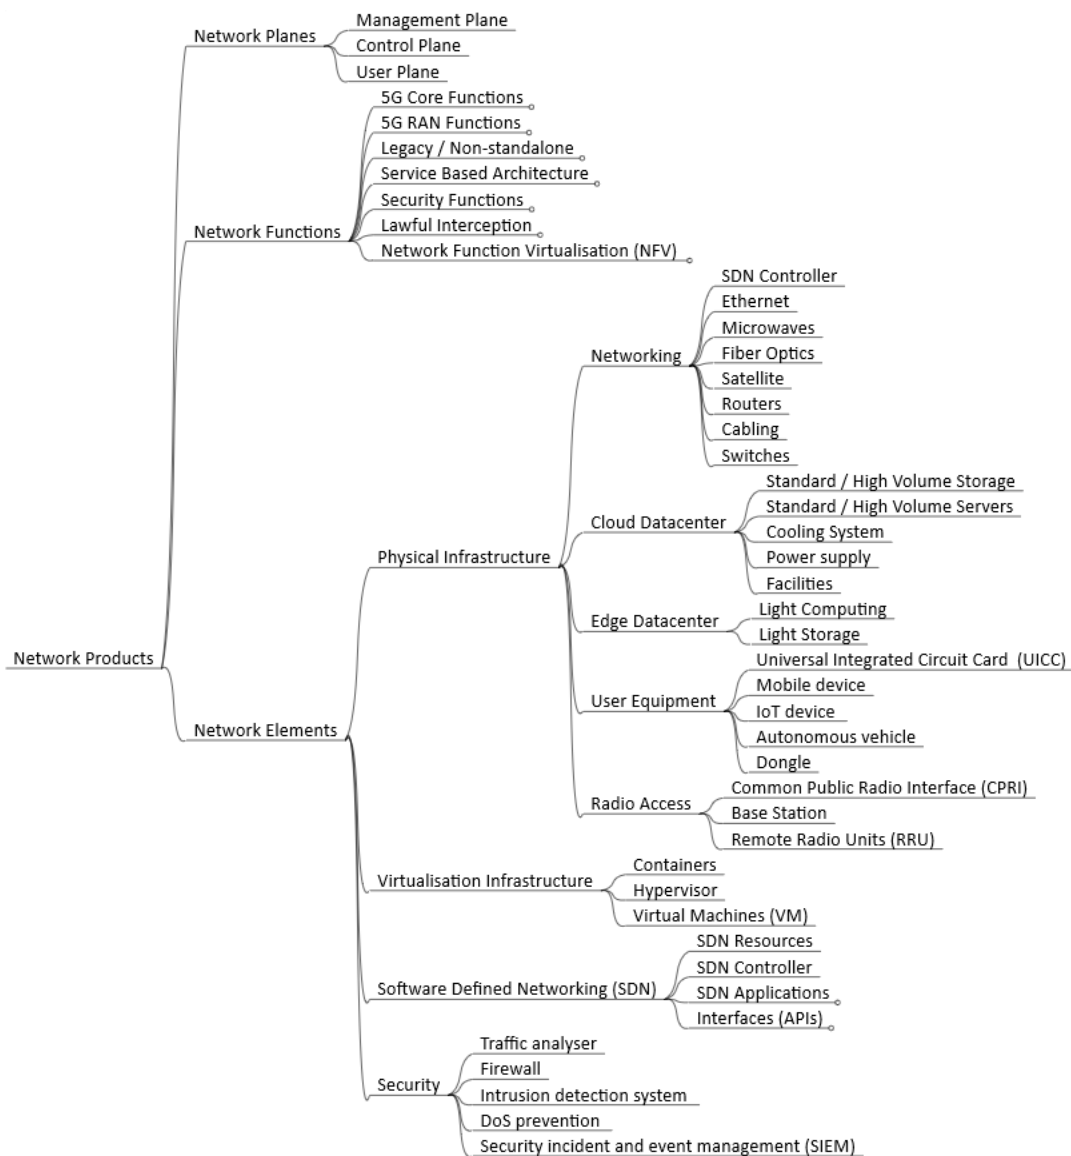 Management Plane
Network Planes
Control Plane
User Plane
5G Core Functions
5G RAN Functions
Legacy / Non-standalone
Service Based Architecture
Security Functions
Lawful Interception
Network Functions
Network Function Virtualisation (NFV)
SDN Controller
Ethernet
Microwaves
Networking
Fiber Optics
Satellite
Routers
Cabling
Switches
Standard / High Volume Storage
Standard / High Volume Servers
Cloud Datacenter
Cooling System
Power supply
Physical Infrastructure
Facilities
Light Computing
Edge Datacenter
Light Storage
Network Products
Universal Integrated Circuit Card  (UICC)
Mobile device
User Equipment
IoT device
Network Elements
Autonomous vehicle
Dongle
Common Public Radio Interface (CPRI)
Radio Access
Base Station
Remote Radio Units (RRU)
Containers
Virtualisation Infrastructure
Hypervisor
Virtual Machines (VM)
SDN Resources
SDN Controller
Software Defined Networking (SDN)
SDN Applications
Interfaces (APIs)
Traffic analyser
Firewall
Security
Intrusion detection system
DoS prevention
Security incident and event management (SIEM)